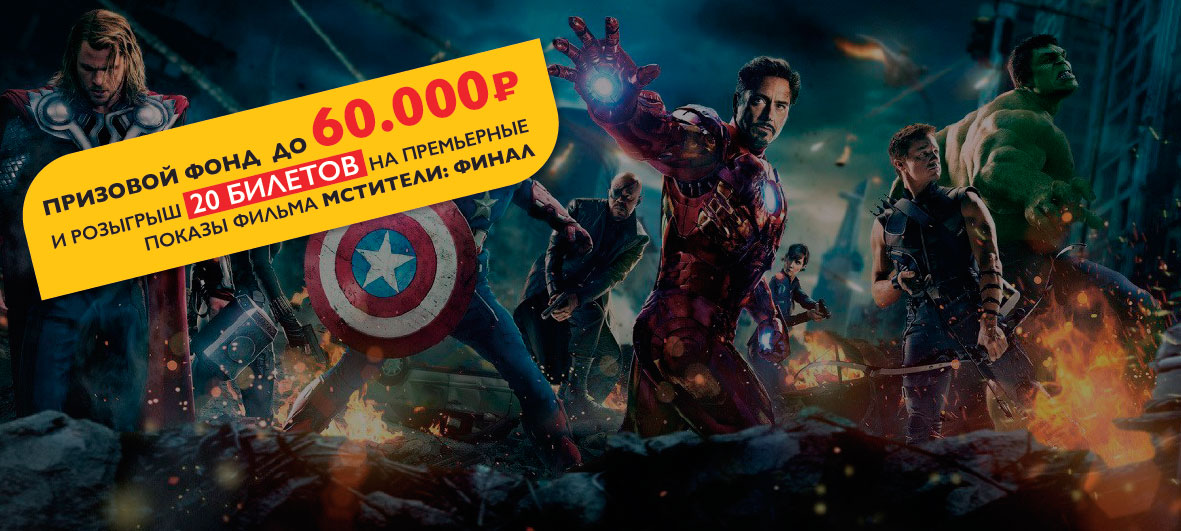 ПРИЗОВОЙ ФОНД ДО 60.000₽
И РОЗЫГРЫШ 20 БИЛЕТОВ НА ПРЕМЬЕРНЫЕ
ПОКАЗЫ ФИЛЬМА МСТИТЕЛИ: ФИНАЛ